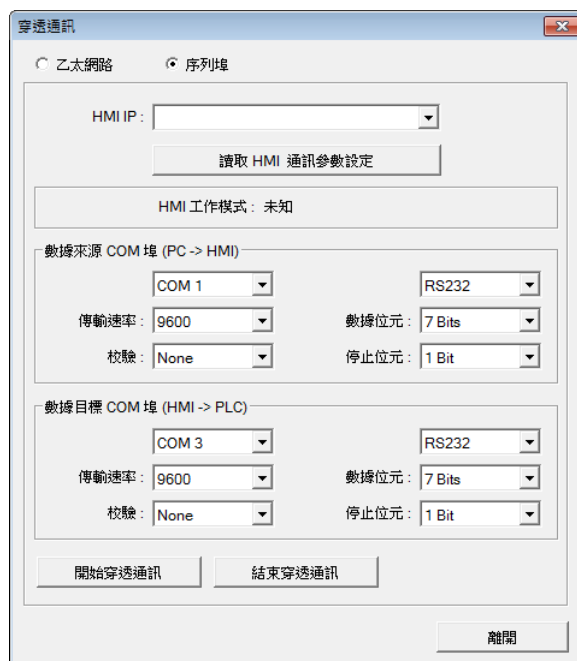 穿透通訊
乙太網路 序列埠
HMI IP :
讀取 HMI 通訊參數設定
HMI 工作模式 : 未知
數據來源 COM 埠 (PC -> HMI)
COM 1 RS232
傳輸速率 : 9600 數據位元 : 7 Bits
校驗 : None 停止位元 : 1 Bit
數據目標 COM 埠 (HMI -> PLC)
COM 3 RS232
傳輸速率 : 9600 數據位元 : 7 Bits
校驗 : None 停止位元 : 1 Bit
開始穿透通訊 結束穿透通訊
離開